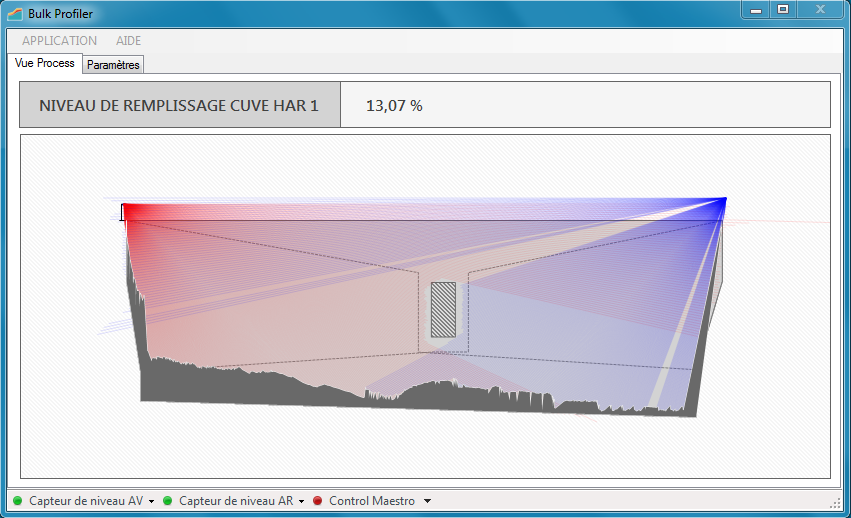 Bulk Profiler
APPLICATION AIDE
Vue Process Paramètres
NIVEAU DE REMPLISSAGE CUVE HAR 1 13,07 %
Capteur de niveau AV Capteur de niveau AR Control Maestro